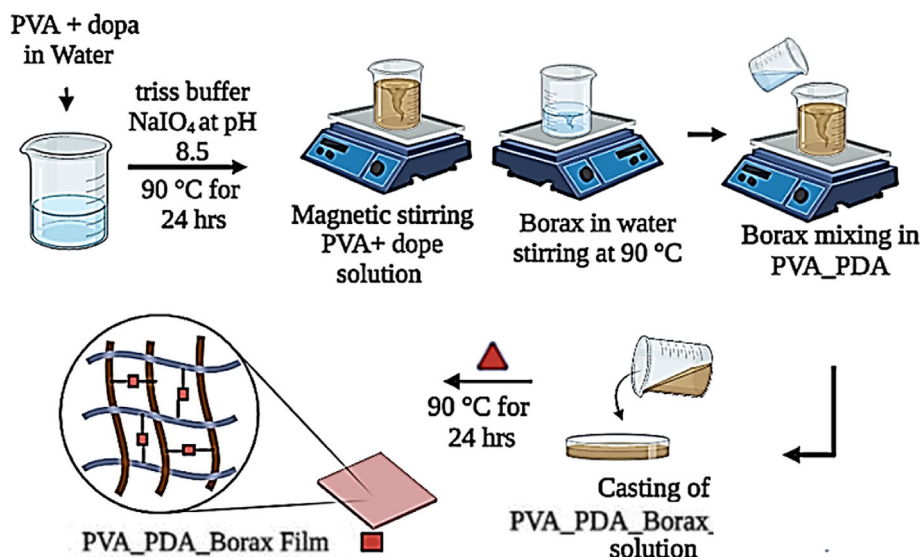 PVA + dopa
in Water
triss buffer
NaIO₄ at pH
8.5
90 °C for
24 hrs
Magnetic stirring
PVA+ dope
solution
Borax in water
stirring at 90 °C
Borax mixing in
PVA_PDA
90 °C for
24 hrs
Casting of
PVA_PDA_Borax_
solution
PVA_PDA_Borax Film